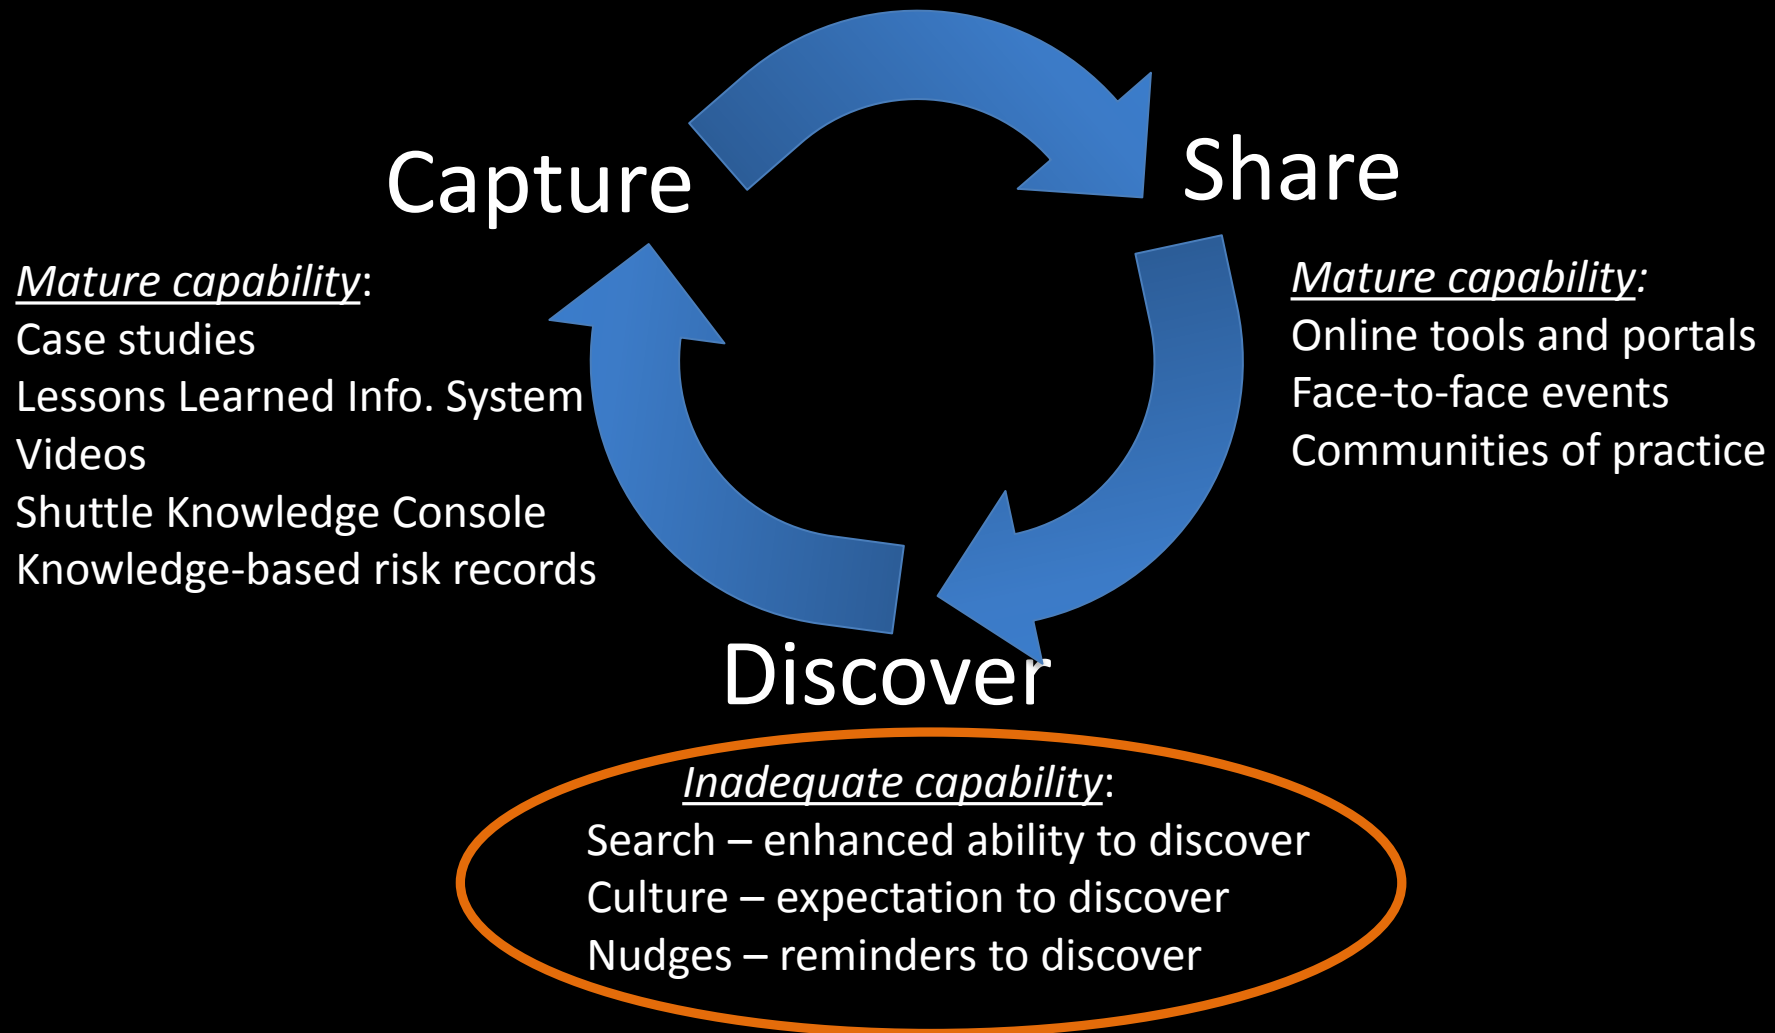 Capture
Share
Mature capability:
Case studies
Lessons Learned Info. System
Videos
Shuttle Knowledge Console
Knowledge-based risk records
Mature capability:
Online tools and portals
Face-to-face events
Communities of practice
Discover
Inadequate capability:
Search – enhanced ability to discover
Culture – expectation to discover
Nudges – reminders to discover